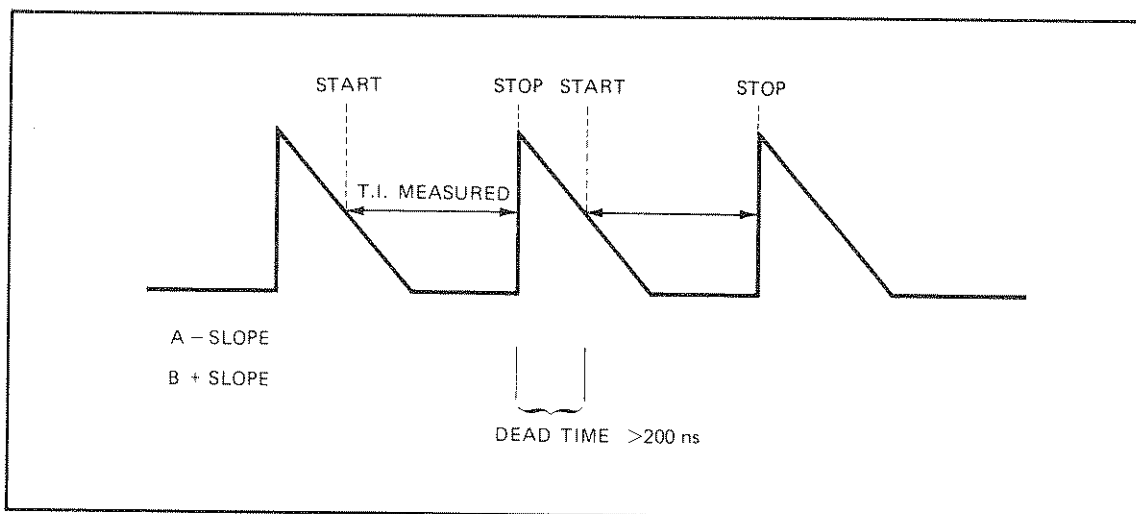 START STOP START STOP
T.I. MEASURED
A – SLOPE
B + SLOPE
DEAD TIME >200 ns